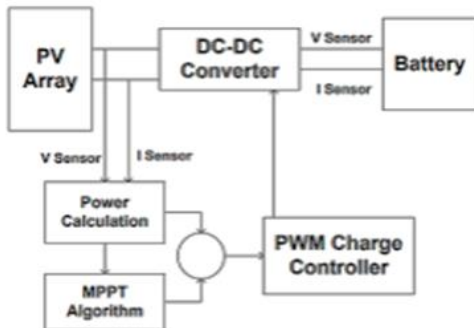 PV
Array
DC-DC
Converter
V Sensor
I Sensor
Battery
V Sensor
I Sensor
Power
Calculation
MPPT
Algorithm
PWM Charge
Controller